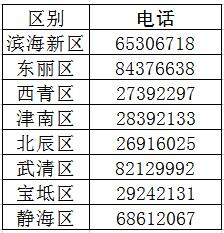 区别 电话
滨海新区 65306718
东丽区 84376638
西青区 27392297
津南区 28392133
北辰区 26916025
武清区 82129992
宝坻区 29242131
静海区 68612067